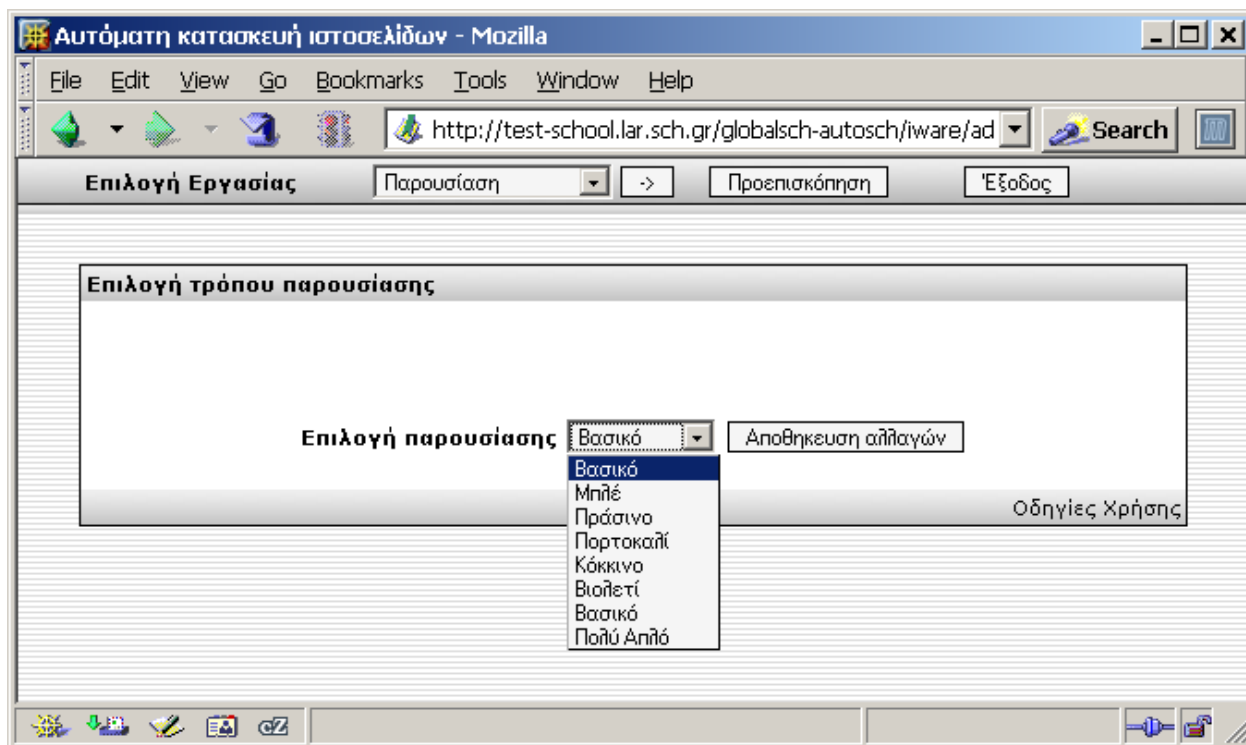 Αυτόματη κατασκευή ιστοσελίδων - Mozilla
File Edit View Go Bookmarks Tools Window Help
http://test-school.lar.sch.gr/globalsch-autosch/iware/ad Search
Επιλογή Εργασίας Παρουσίαση -> Προεπισκόπηση Έξοδος
Επιλογή τρόπου παρουσίασης
Επιλογή παρουσίασης Βασικό Αποθηκευση αλλαγών
Βασικό
Μπλέ
Πράσινο
Πορτοκαλί
Κόκκινο
Βιολετί
Βασικό
Πολύ Απλό
Οδηγίες Χρήσης